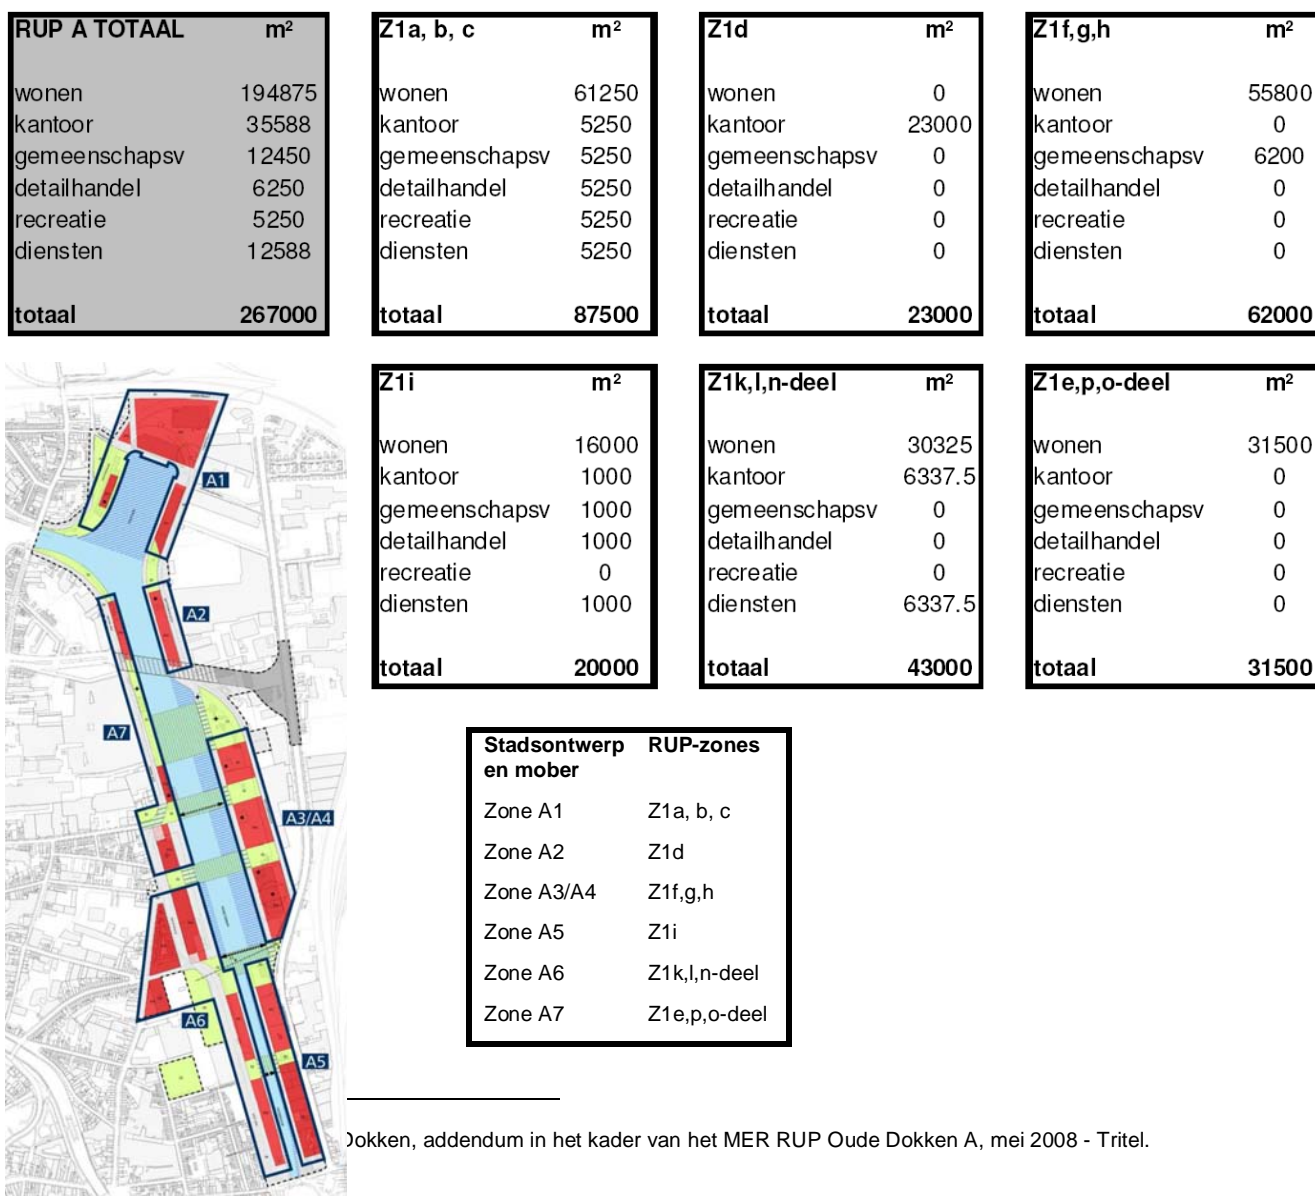 RUP A TOTAAL m²
wonen 194875
kantoor 35588
gemeenschapsv 12450
detailhandel 6250
recreatie 5250
diensten 12588
totaal 267000
Z1a, b, c m²
wonen 61250
kantoor 5250
gemeenschapsv 5250
detailhandel 5250
recreatie 5250
diensten 5250
totaal 87500
Z1d m²
wonen 0
kantoor 23000
gemeenschapsv 0
detailhandel 0
recreatie 0
diensten 0
totaal 23000
Z1f,g,h m²
wonen 55800
kantoor 0
gemeenschapsv 6200
detailhandel 0
recreatie 0
diensten 0
totaal 62000
Z1i m²
wonen 16000
kantoor 1000
gemeenschapsv 1000
detailhandel 1000
recreatie 0
diensten 1000
totaal 20000
Z1k,l,n-deel m²
wonen 30325
kantoor 6337.5
gemeenschapsv 0
detailhandel 0
recreatie 0
diensten 6337.5
totaal 43000
Z1e,p,o-deel m²
wonen 31500
kantoor 0
gemeenschapsv 0
detailhandel 0
recreatie 0
diensten 0
totaal 31500
A1
A2
A7
A3/A4
A6
A5
Stadsontwerp RUP-zones
en mober
Zone A1 Z1a, b, c
Zone A2 Z1d
Zone A3/A4 Z1f,g,h
Zone A5 Z1i
Zone A6 Z1k,l,n-deel
Zone A7 Z1e,p,o-deel
Dokken, addendum in het kader van het MER RUP Oude Dokken A, mei 2008 - Tritel.